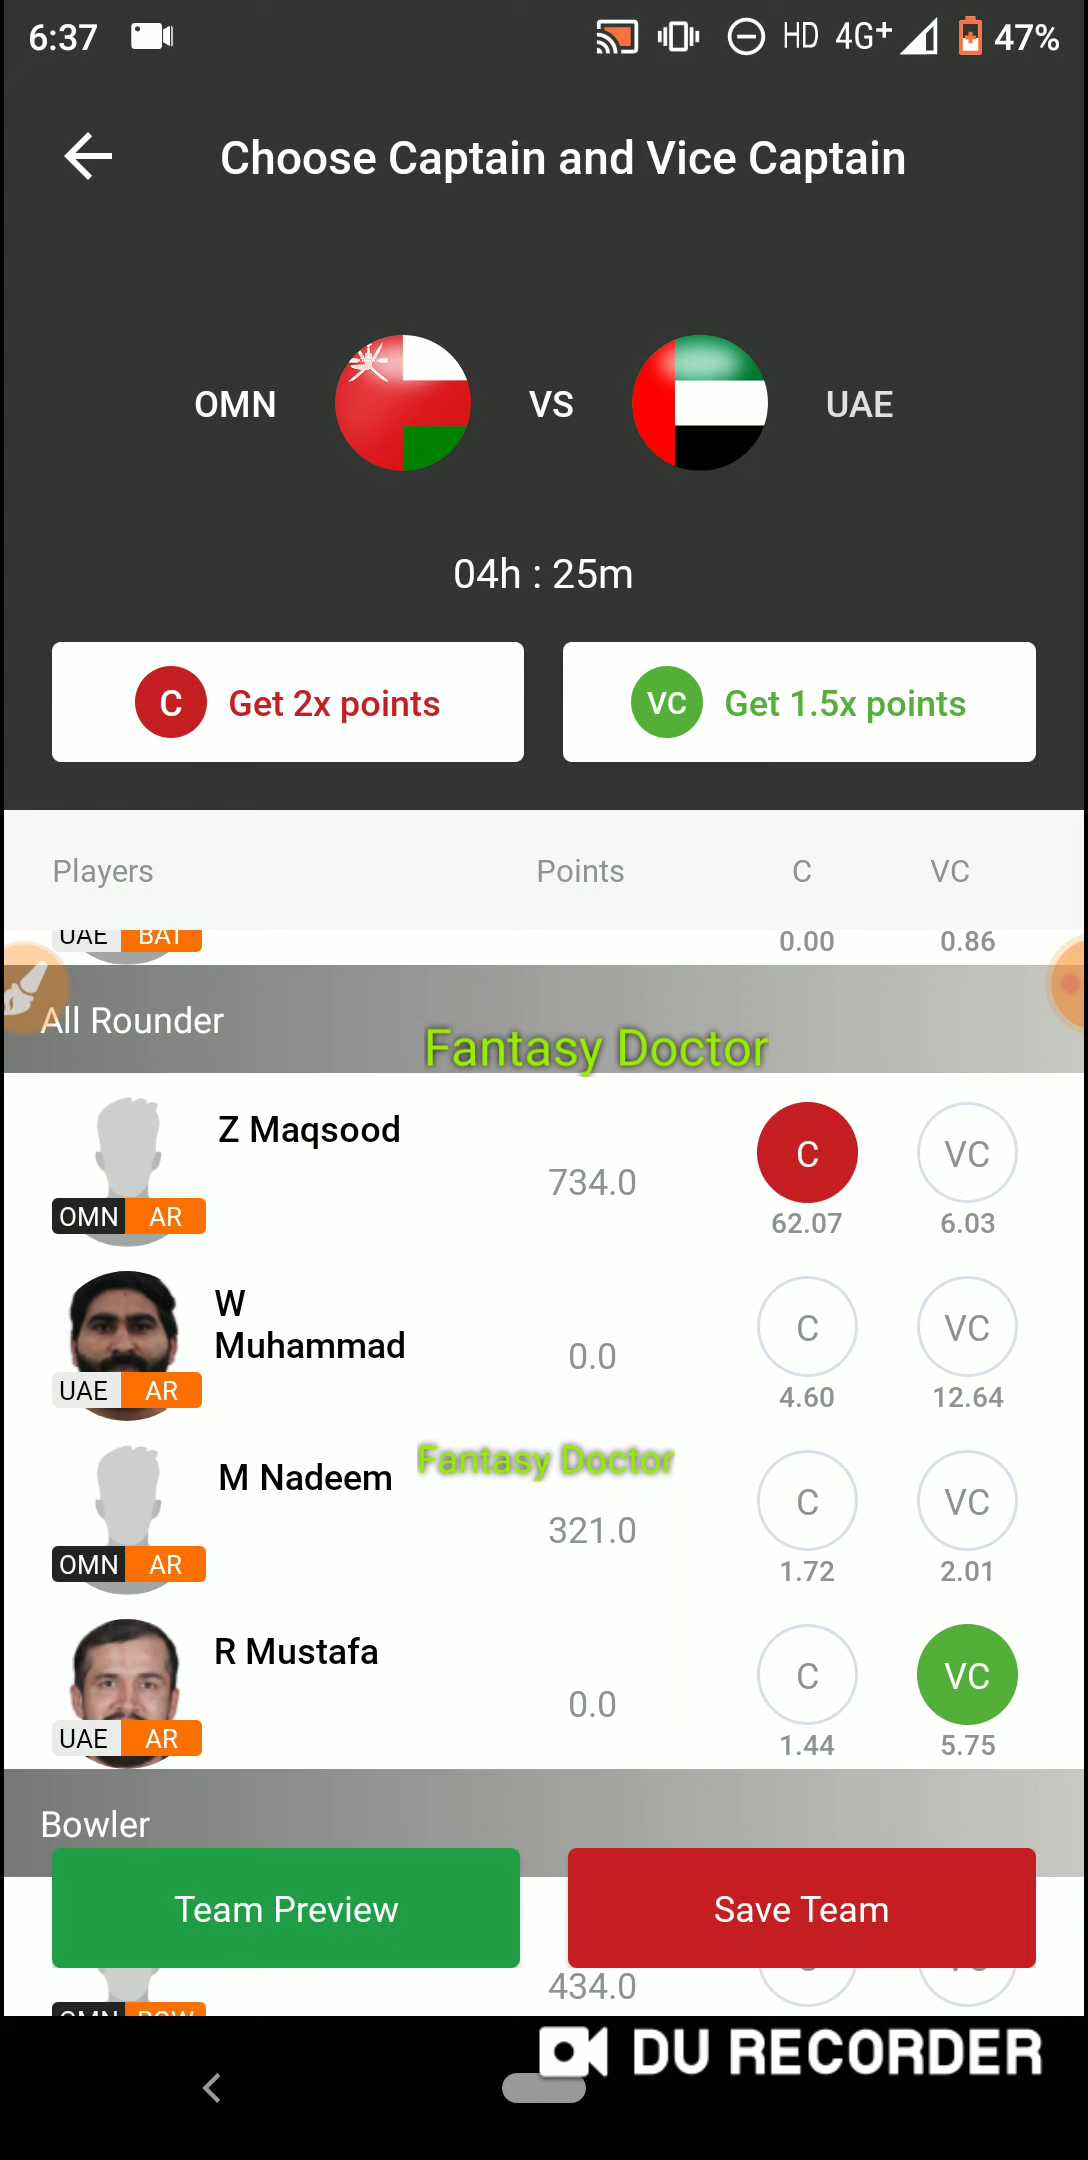 6:37 HD 4G+ 47%
Choose Captain and Vice Captain
OMN VS UAE
04h : 25m
C Get 2x points VC Get 1.5x points
Players Points C VC
UAE BAT 0.00 0.86
All Rounder
Fantasy Doctor
Z Maqsood
734.0
C VC
OMN AR 62.07 6.03
W
Muhammad
0.0
C VC
UAE AR 4.60 12.64
Fantasy Doctor
M Nadeem
321.0
C VC
OMN AR 1.72 2.01
R Mustafa
0.0
C VC
UAE AR 1.44 5.75
Bowler
Team Preview Save Team
434.0
OMN BOW
DU RECORDER